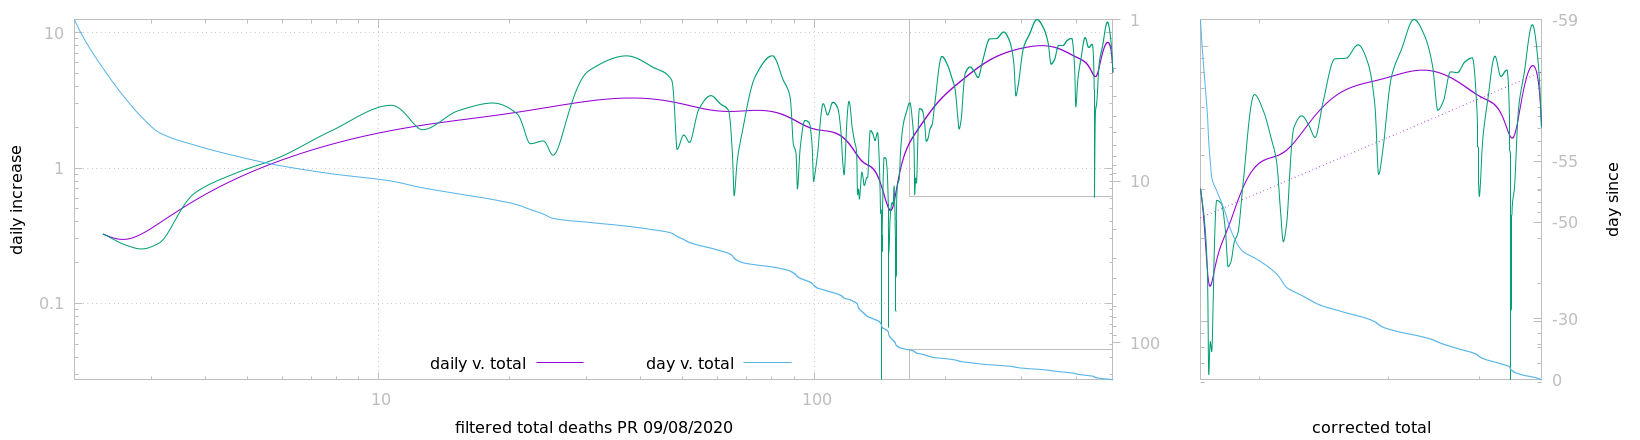 daily increase
10
1
0.1
10
100
1
10
100
daily v. total
day v. total
filtered total deaths PR 09/08/2020
-59
-55
-50
-30
0
day since
corrected total